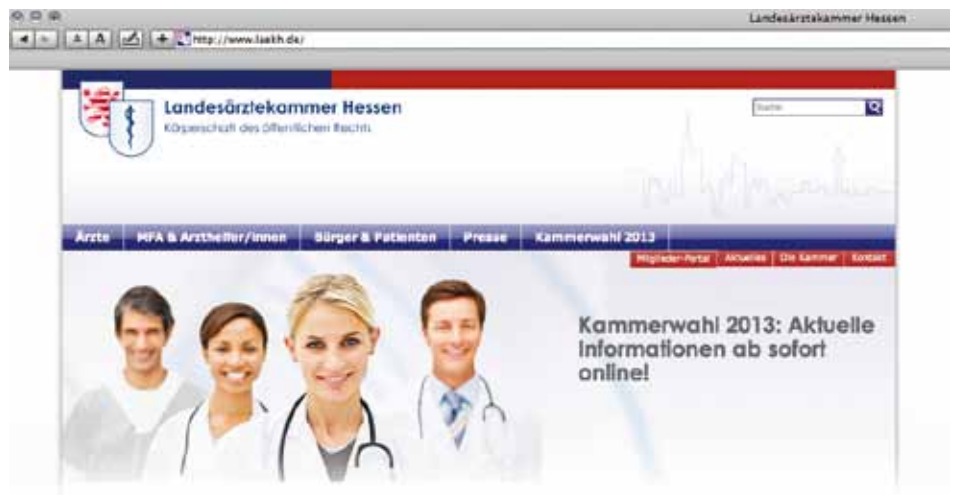 Landesärztekammer Hessen
http://www.laekh.de/
Landesärztekammer Hessen
Körperschaft des öffentlichen Rechts
Suche
Ärzte MFA & Arzthelfer/innen Bürger & Patienten Presse Kammerwahl 2013
Mitglieder-Portal Aktuelles Die Kammer Kontakt
Kammerwahl 2013: Aktuelle
Informationen ab sofort
online!